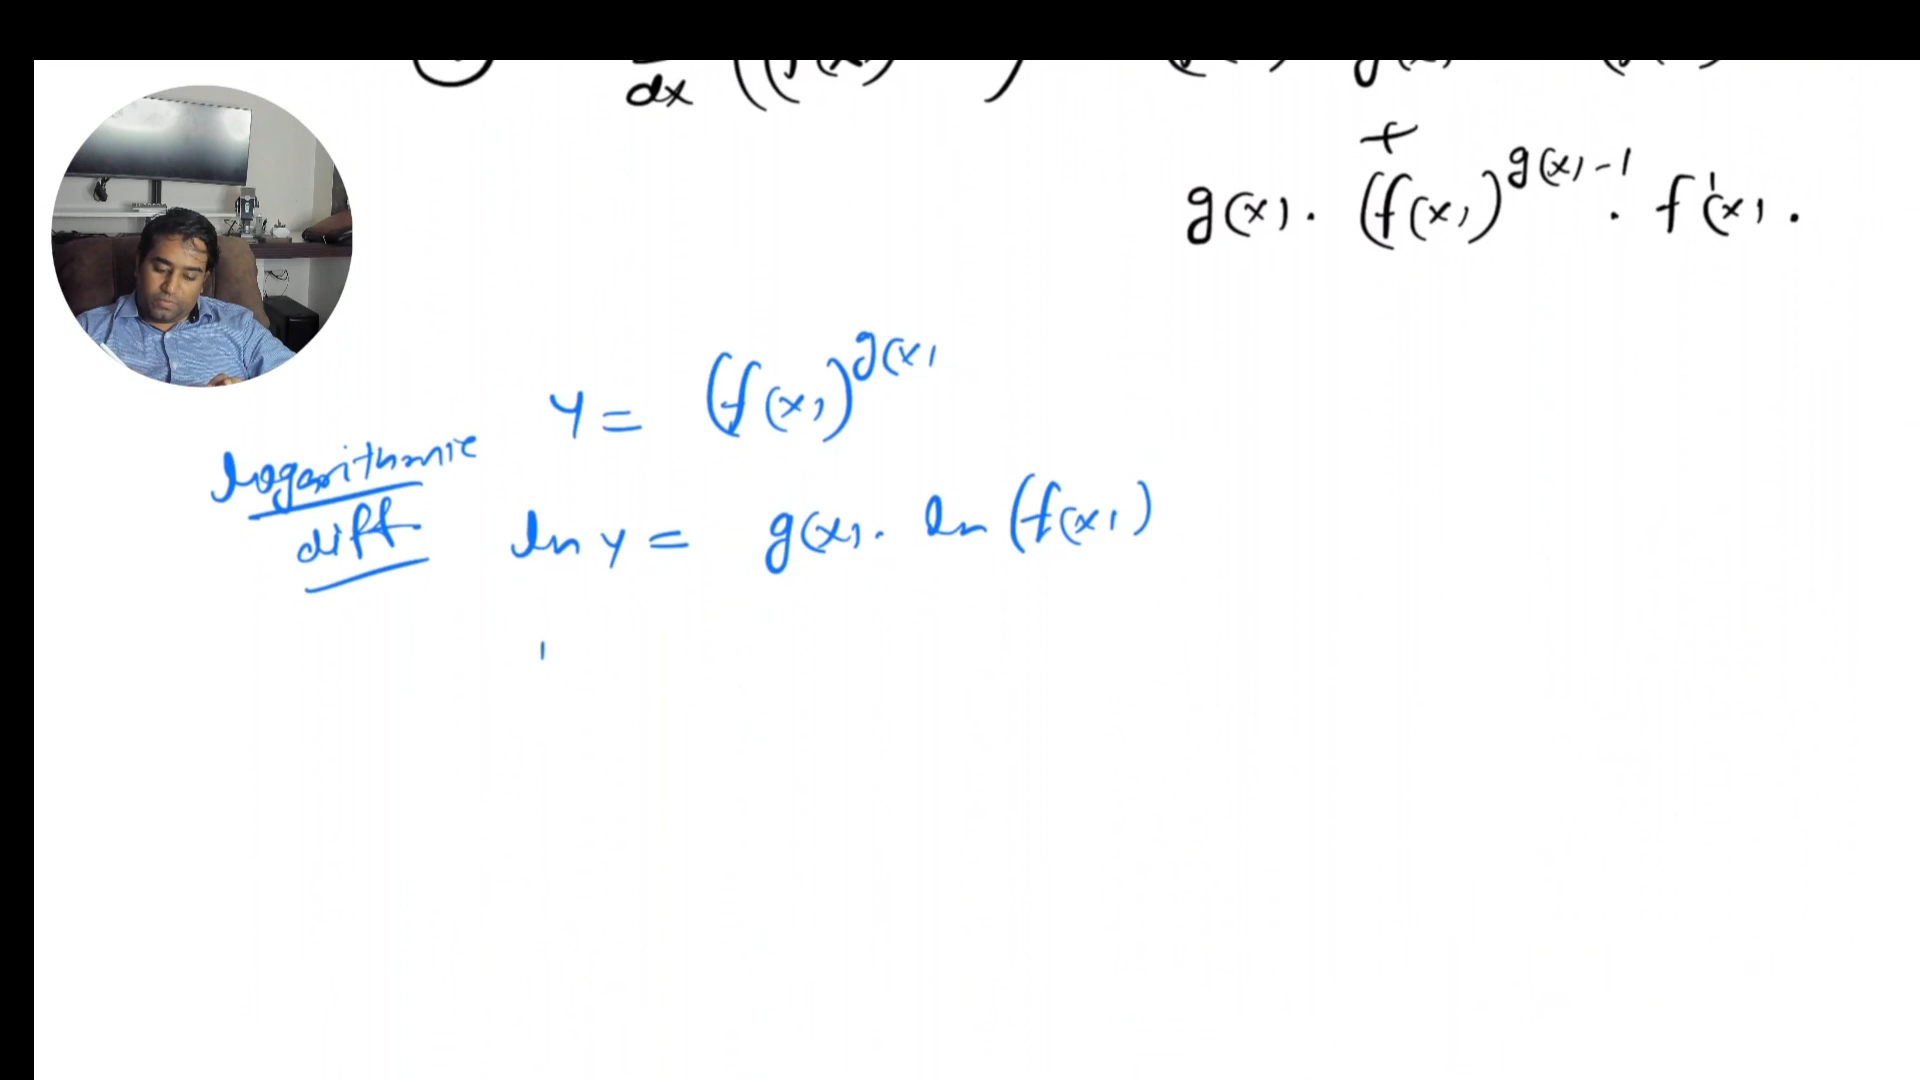 dx
+
g(x) . (f(x))^g(x)-1 . f'(x) .
y = (f(x))^g(x)
logarithmic
diff
ln y = g(x) . ln (f(x))